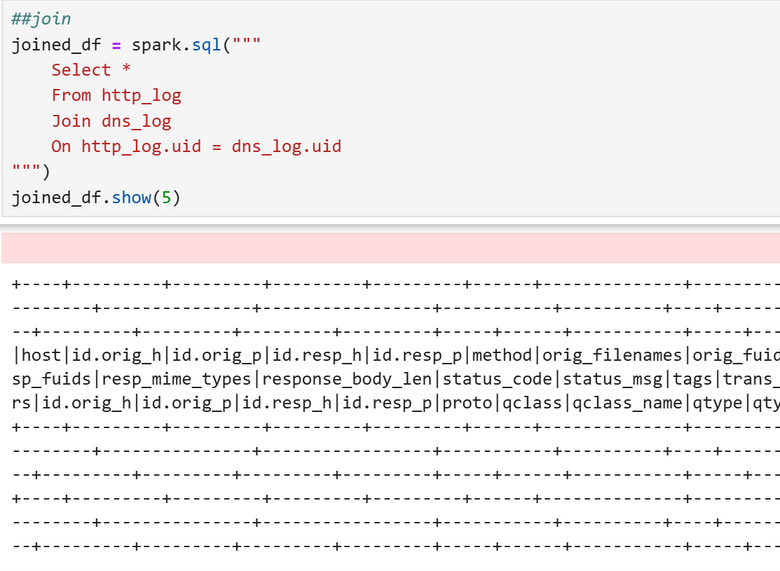 ##join
joined_df = spark.sql("""
    Select *
    From http_log
    Join dns_log
    On http_log.uid = dns_log.uid
""")
joined_df.show(5)
+----+---------+---------+---------+---------+------+--------------+---------
--------+---------------+-----------------+-----------+----------+----+------
--+---------+---------+---------+---------+-----+------+-----------+-----+---
|host|id.orig_h|id.orig_p|id.resp_h|id.resp_p|method|orig_filenames|orig_fuid
sp_fuids|resp_mime_types|response_body_len|status_code|status_msg|tags|trans_
rs|id.orig_h|id.orig_p|id.resp_h|id.resp_p|proto|qclass|qclass_name|qtype|qty
+----+---------+---------+---------+---------+------+--------------+---------
--------+---------------+-----------------+-----------+----------+----+------
--+---------+---------+---------+---------+-----+------+-----------+-----+---
+----+---------+---------+---------+---------+------+--------------+---------
--------+---------------+-----------------+-----------+----------+----+------
--+---------+---------+---------+---------+-----+------+-----------+-----+---